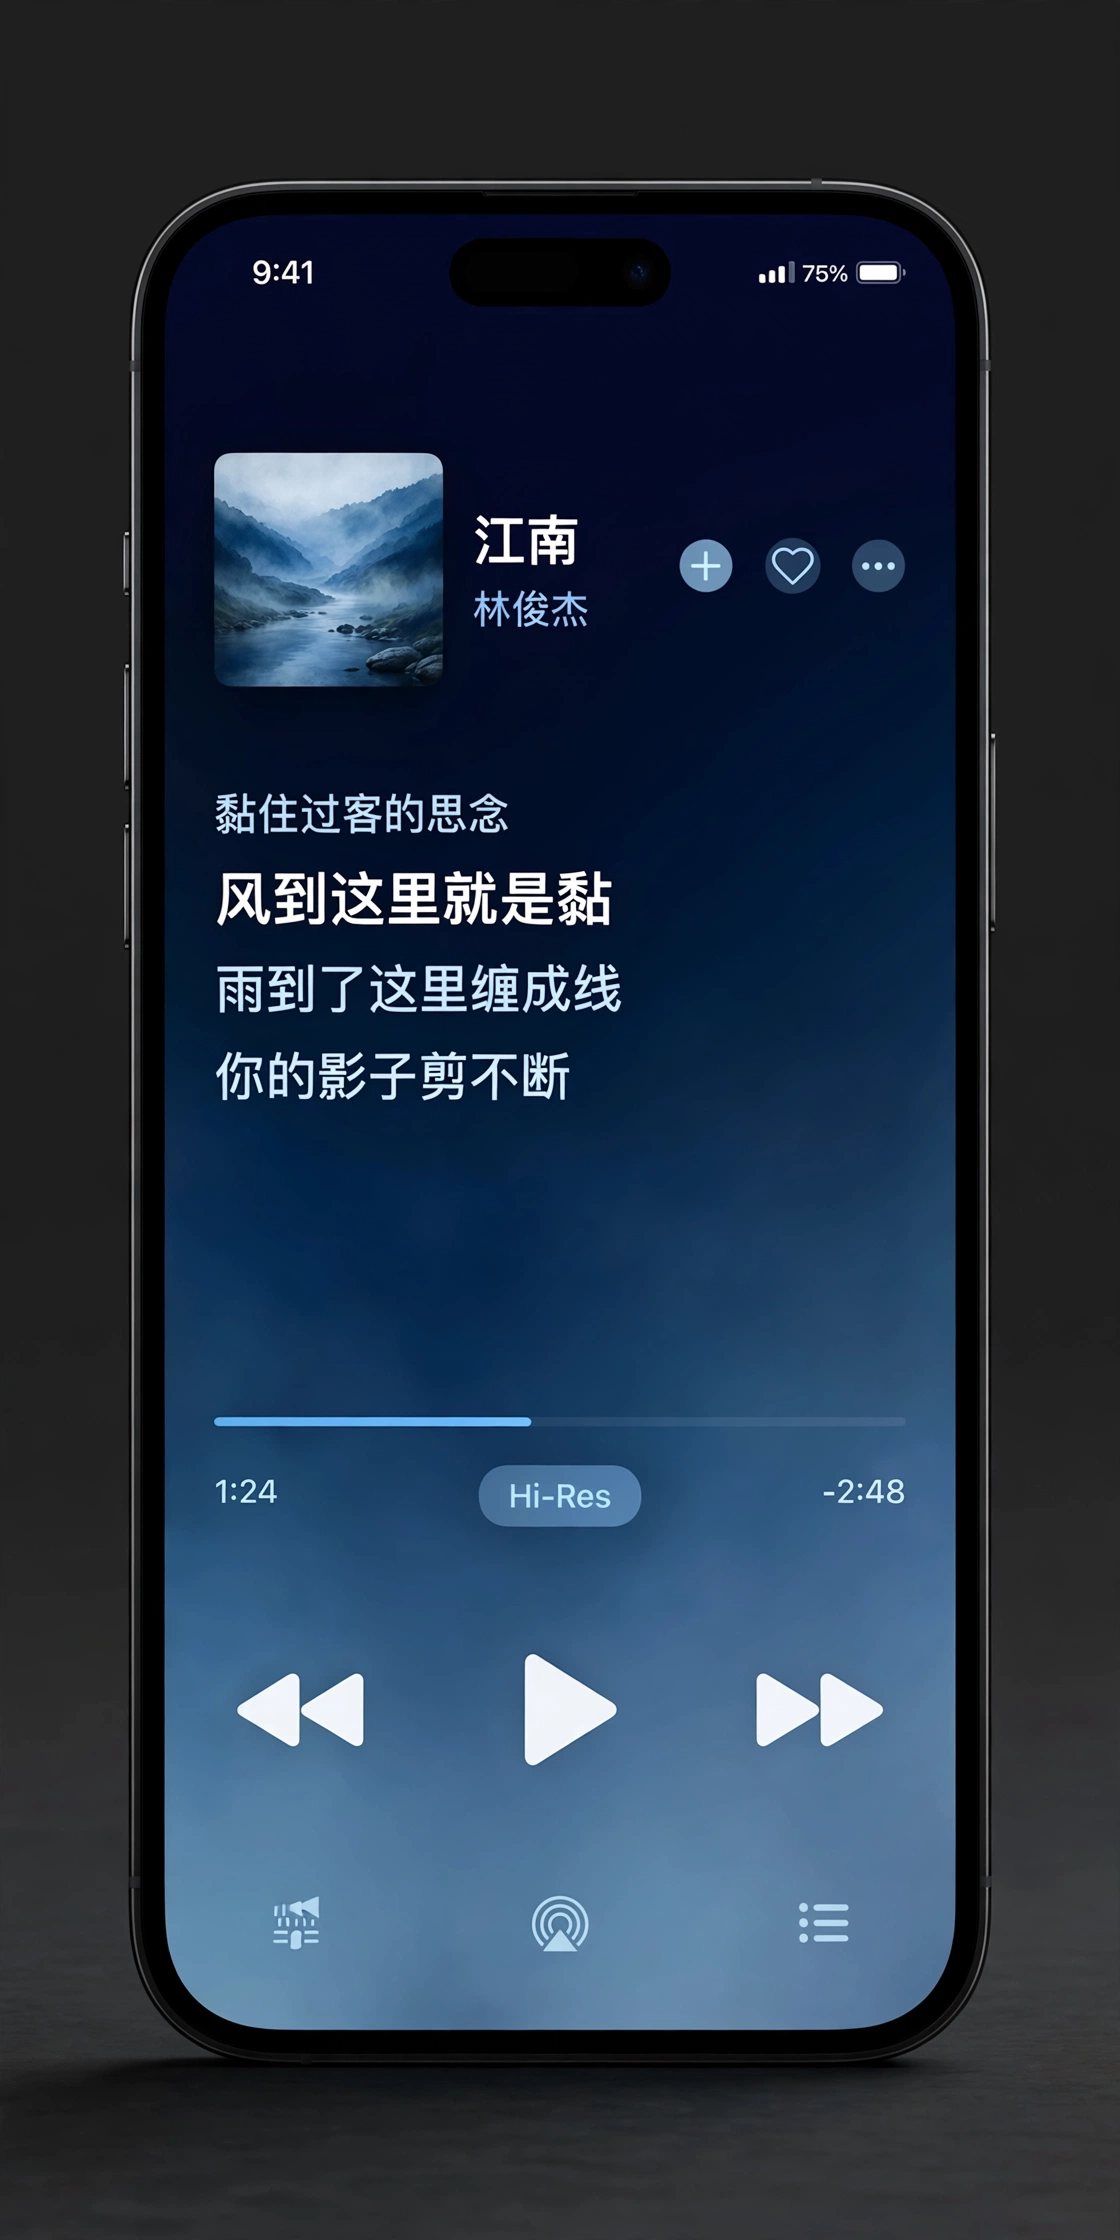 9:41
75%
江南
林俊杰
黏住过客的思念
风到这里就是黏
雨到了这里缠成线
你的影子剪不断
1:24
Hi-Res
-2:48